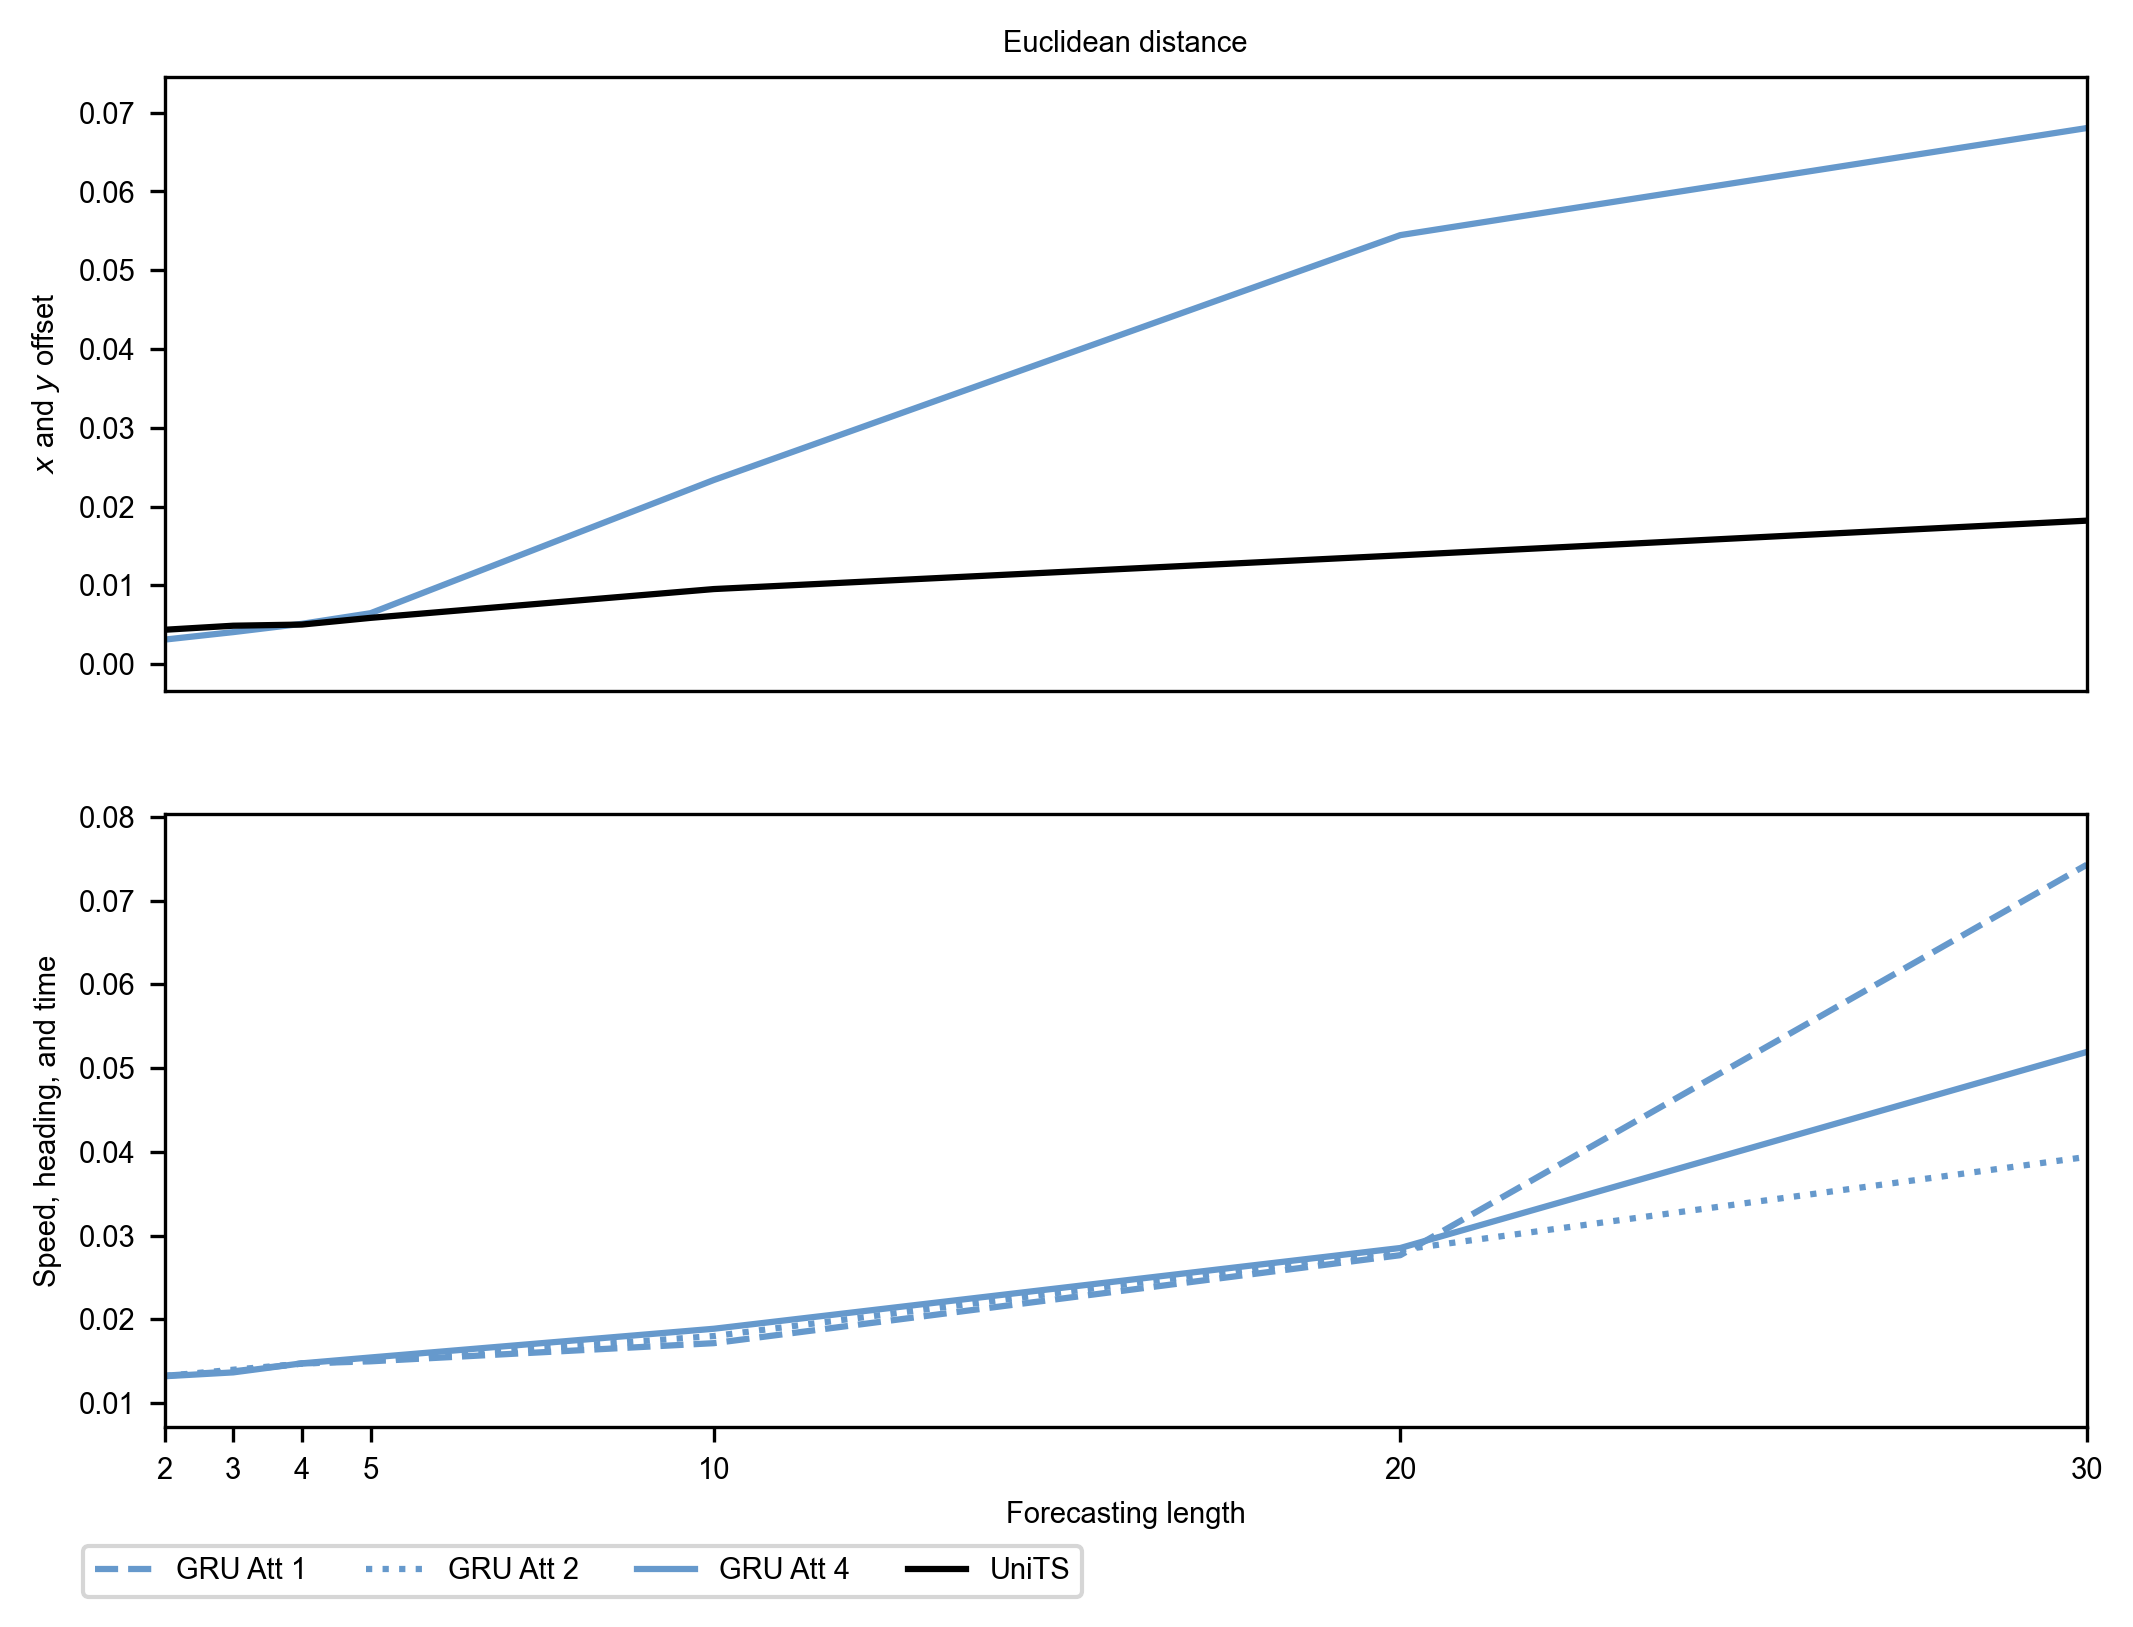 Euclidean distance
0.07
0.06
0.05
0.04
0.03
0.02
0.01
0.00
x and y offset
0.08
0.07
0.06
0.05
0.04
0.03
0.02
0.01
Speed, heading, and time
2 3 4 5 10 20 30
Forecasting length
GRU Att 1 GRU Att 2 GRU Att 4 UniTS